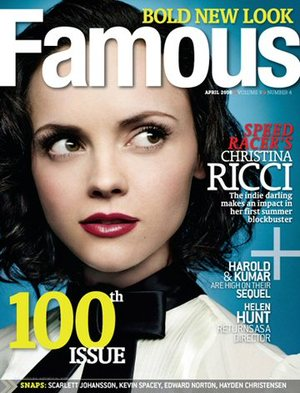 BOLD NEW LOOK
Famous
APRIL 2008 VOLUME 9 > NUMBER 4
SPEED
RACER'S
CHRISTINA
RICCI
The indie darling
makes an impact in
her first summer
blockbuster
+
HAROLD
& KUMAR
ARE HIGH ON THEIR
SEQUEL
HELEN
HUNT
RETURNS AS A
DIRECTOR
100th
ISSUE
SNAPS: SCARLETT JOHANSSON, KEVIN SPACEY, EDWARD NORTON, HAYDEN CHRISTENSEN